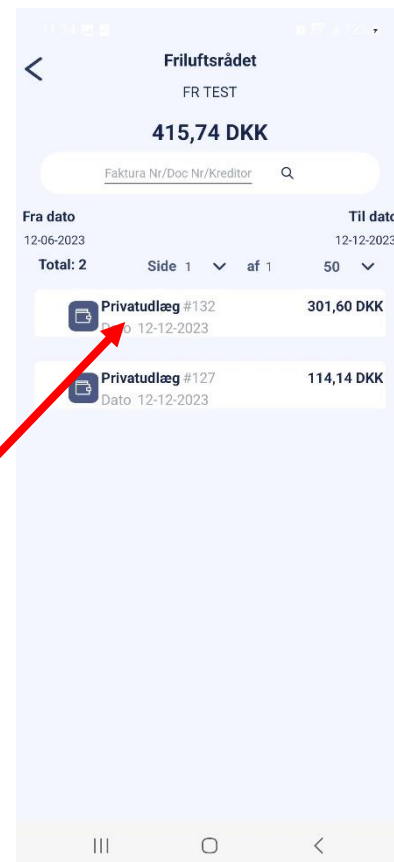 Friluftsrådet
FR TEST
415,74 DKK
Faktura Nr/Doc Nr/Kreditor
Fra dato Til dato
12-06-2023 12-12-2023
Total: 2 Side 1 af 1 50
Privatudlæg #132 301,60 DKK
12-12-2023
Privatudlæg #127 114,14 DKK
Dato 12-12-2023